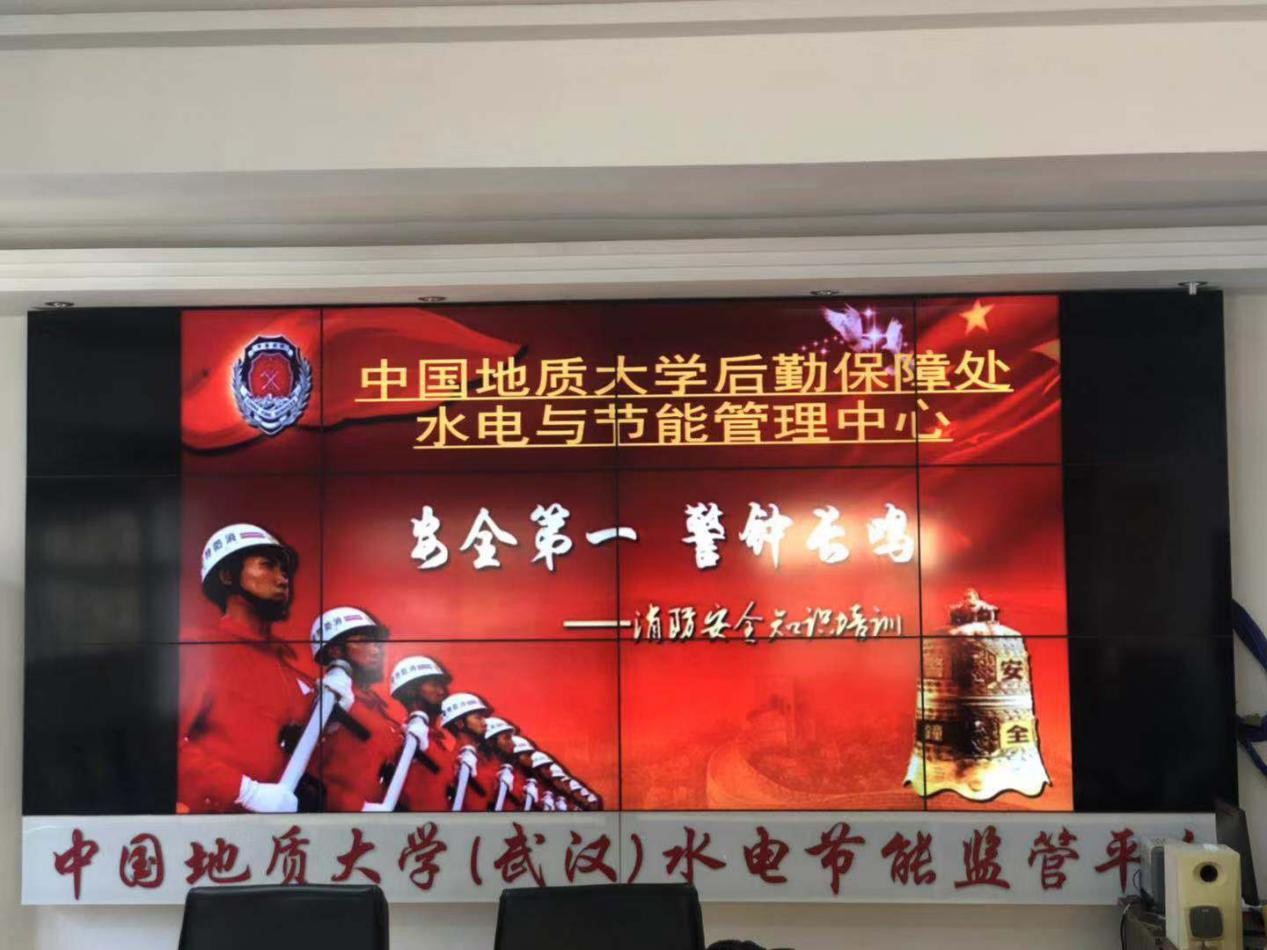 中国地质大学后勤保障处
水电与节能管理中心
安全第一 警钟长鸣
——消防安全知识培训
消防
安
全
中国地质大学(武汉)水电节能监管平